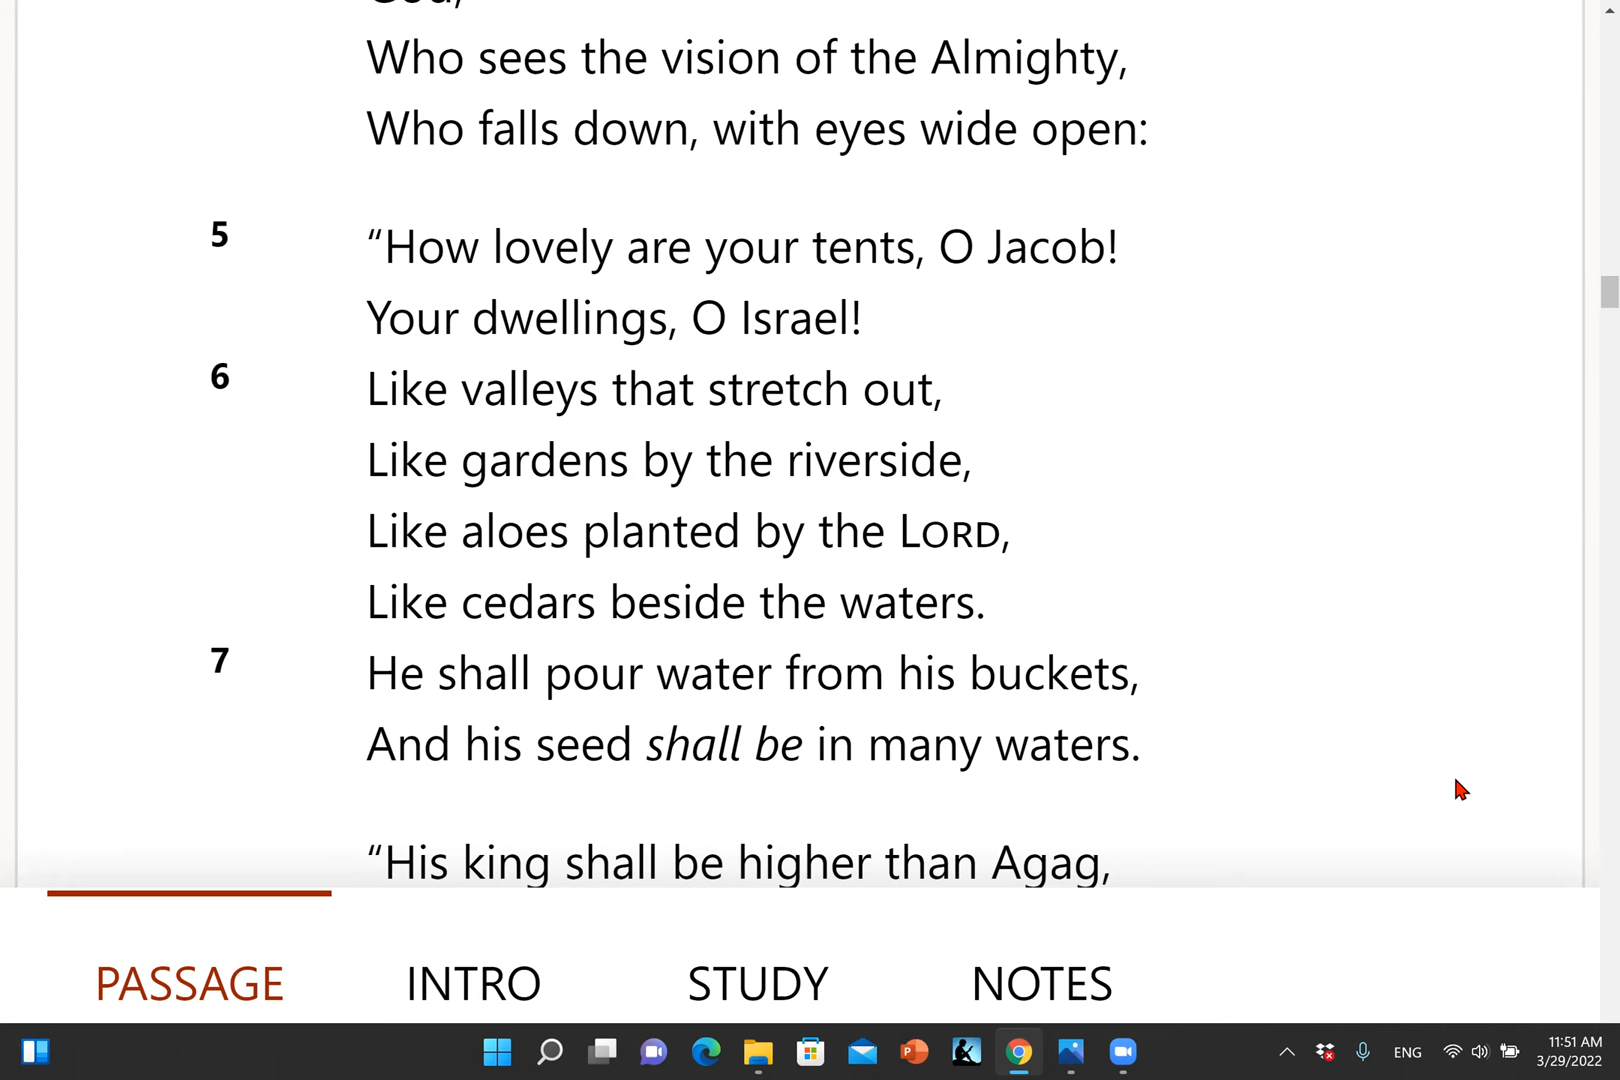 God,
Who sees the vision of the Almighty,
Who falls down, with eyes wide open:
5 “How lovely are your tents, O Jacob!
Your dwellings, O Israel!
6 Like valleys that stretch out,
Like gardens by the riverside,
Like aloes planted by the LORD,
Like cedars beside the waters.
7 He shall pour water from his buckets,
And his seed shall be in many waters.
“His king shall be higher than Agag,
PASSAGE INTRO STUDY NOTES
ENG 11:51 AM
3/29/2022